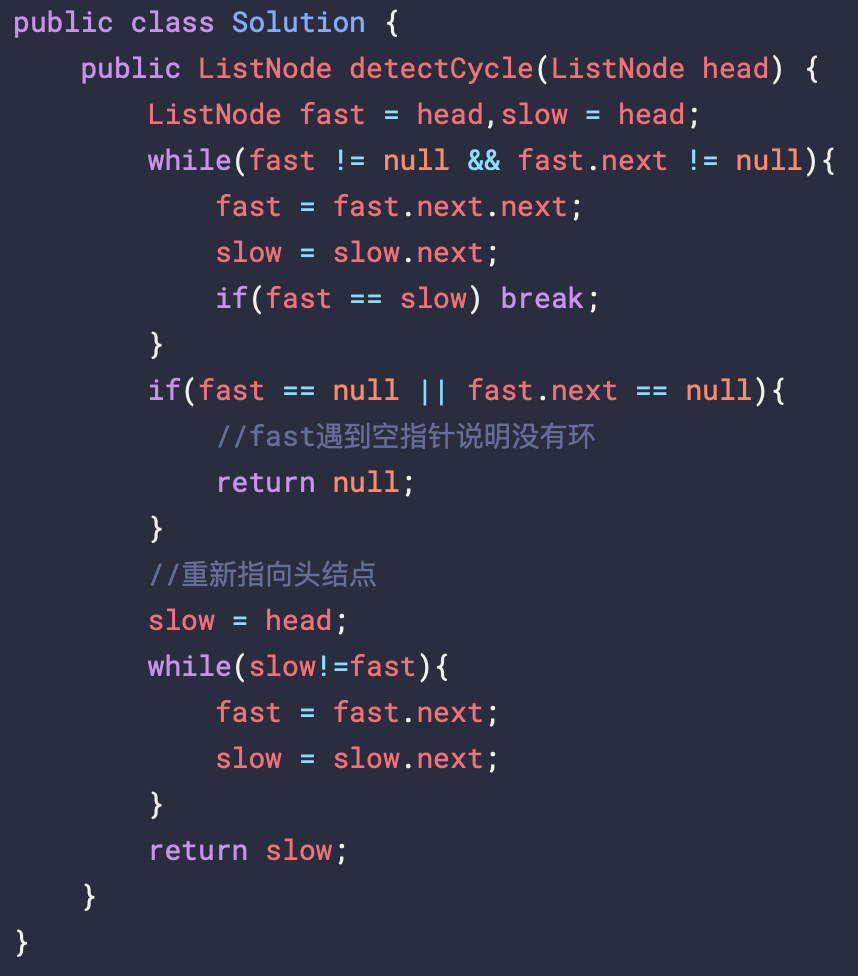 public class Solution {
    public ListNode detectCycle(ListNode head) {
        ListNode fast = head,slow = head;
        while(fast != null && fast.next != null){
            fast = fast.next.next;
            slow = slow.next;
            if(fast == slow) break;
        }
        if(fast == null || fast.next == null){
            //fast遇到空指针说明没有环
            return null;
        }
        //重新指向头结点
        slow = head;
        while(slow!=fast){
            fast = fast.next;
            slow = slow.next;
        }
        return slow;
    }
}